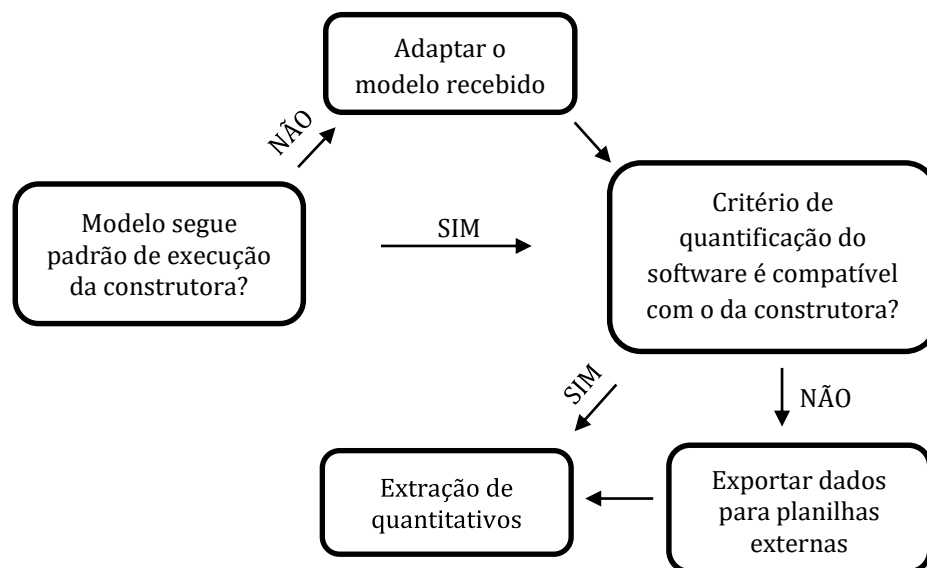 Adaptar o
modelo recebido
NÃO
Modelo segue
padrão de execução
da construtora?
SIM
Critério de
quantificação do
software é compatível
com o da construtora?
SIM
NÃO
Extração de
quantitativos
Exportar dados
para planilhas
externas